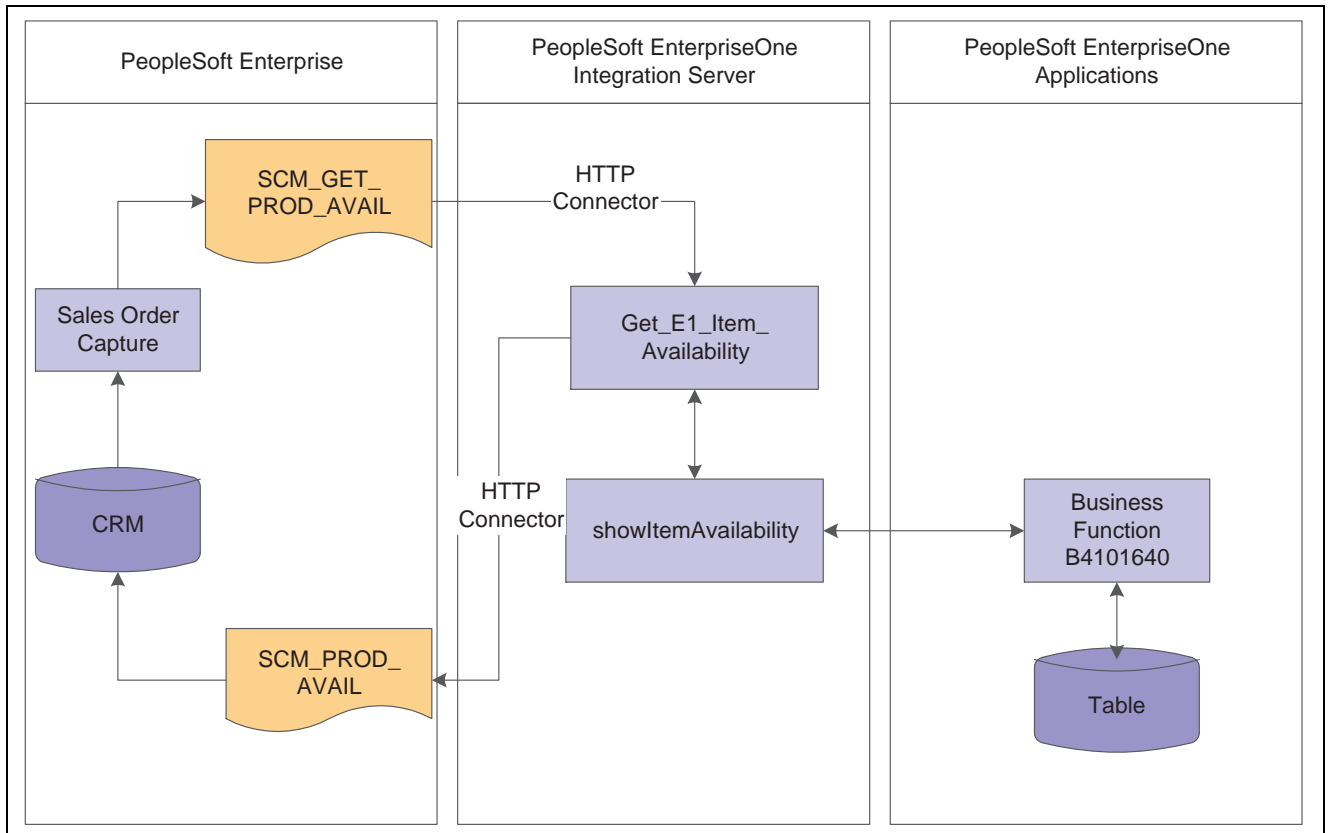 PeopleSoft Enterprise
PeopleSoft EnterpriseOne
Integration Server
PeopleSoft EnterpriseOne
Applications
SCM_GET_
PROD_AVAIL
HTTP
Connector
Sales Order
Capture
Get_E1_Item_
Availability
CRM
HTTP
Connector
showItemAvailability
Business
Function
B4101640
SCM_PROD_
AVAIL
Table